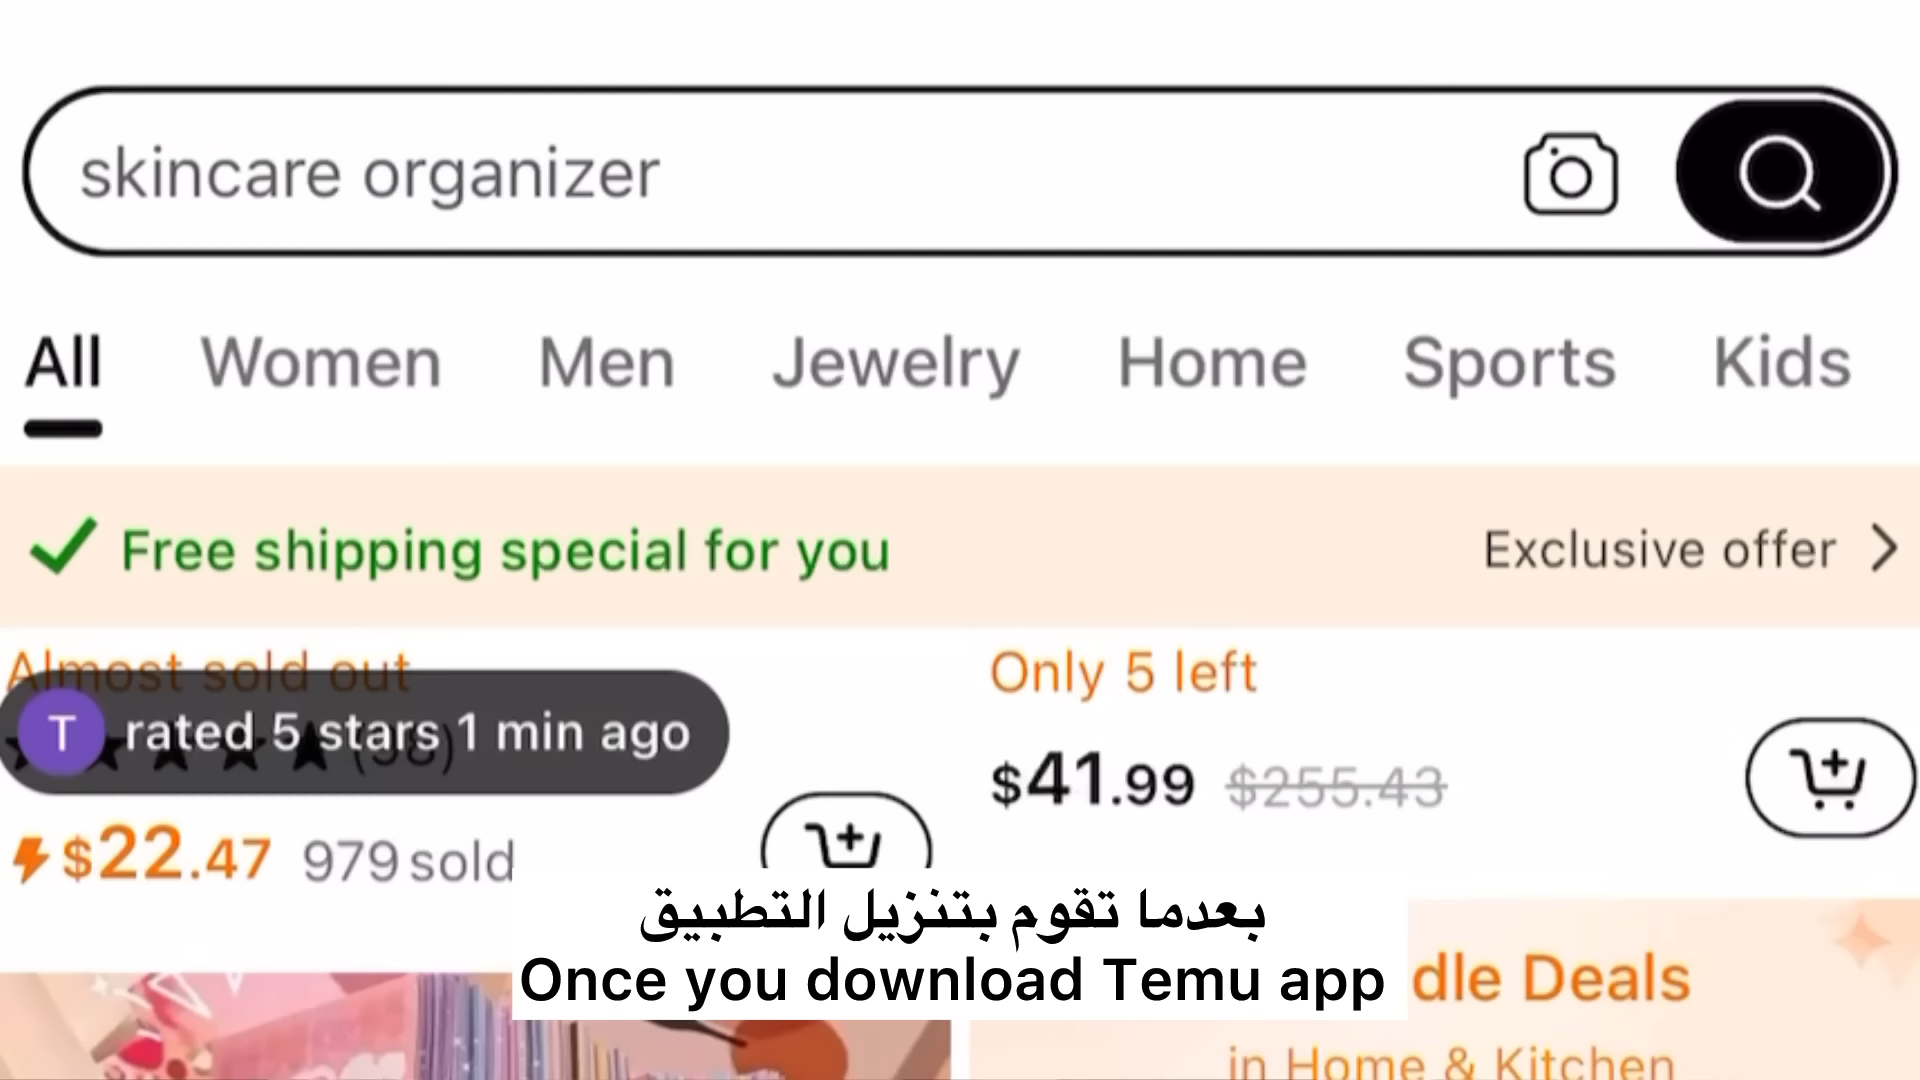 skincare organizer
All Women Men Jewelry Home Sports Kids
Free shipping special for you Exclusive offer
Almost sold out
T rated 5 stars 1 min ago
(98)
$22.47 979 sold
Only 5 left
$41.99 $255.43
dle Deals
in Home & Kitchen
بعدما تقوم بتنزيل التطبيق
Once you download Temu app